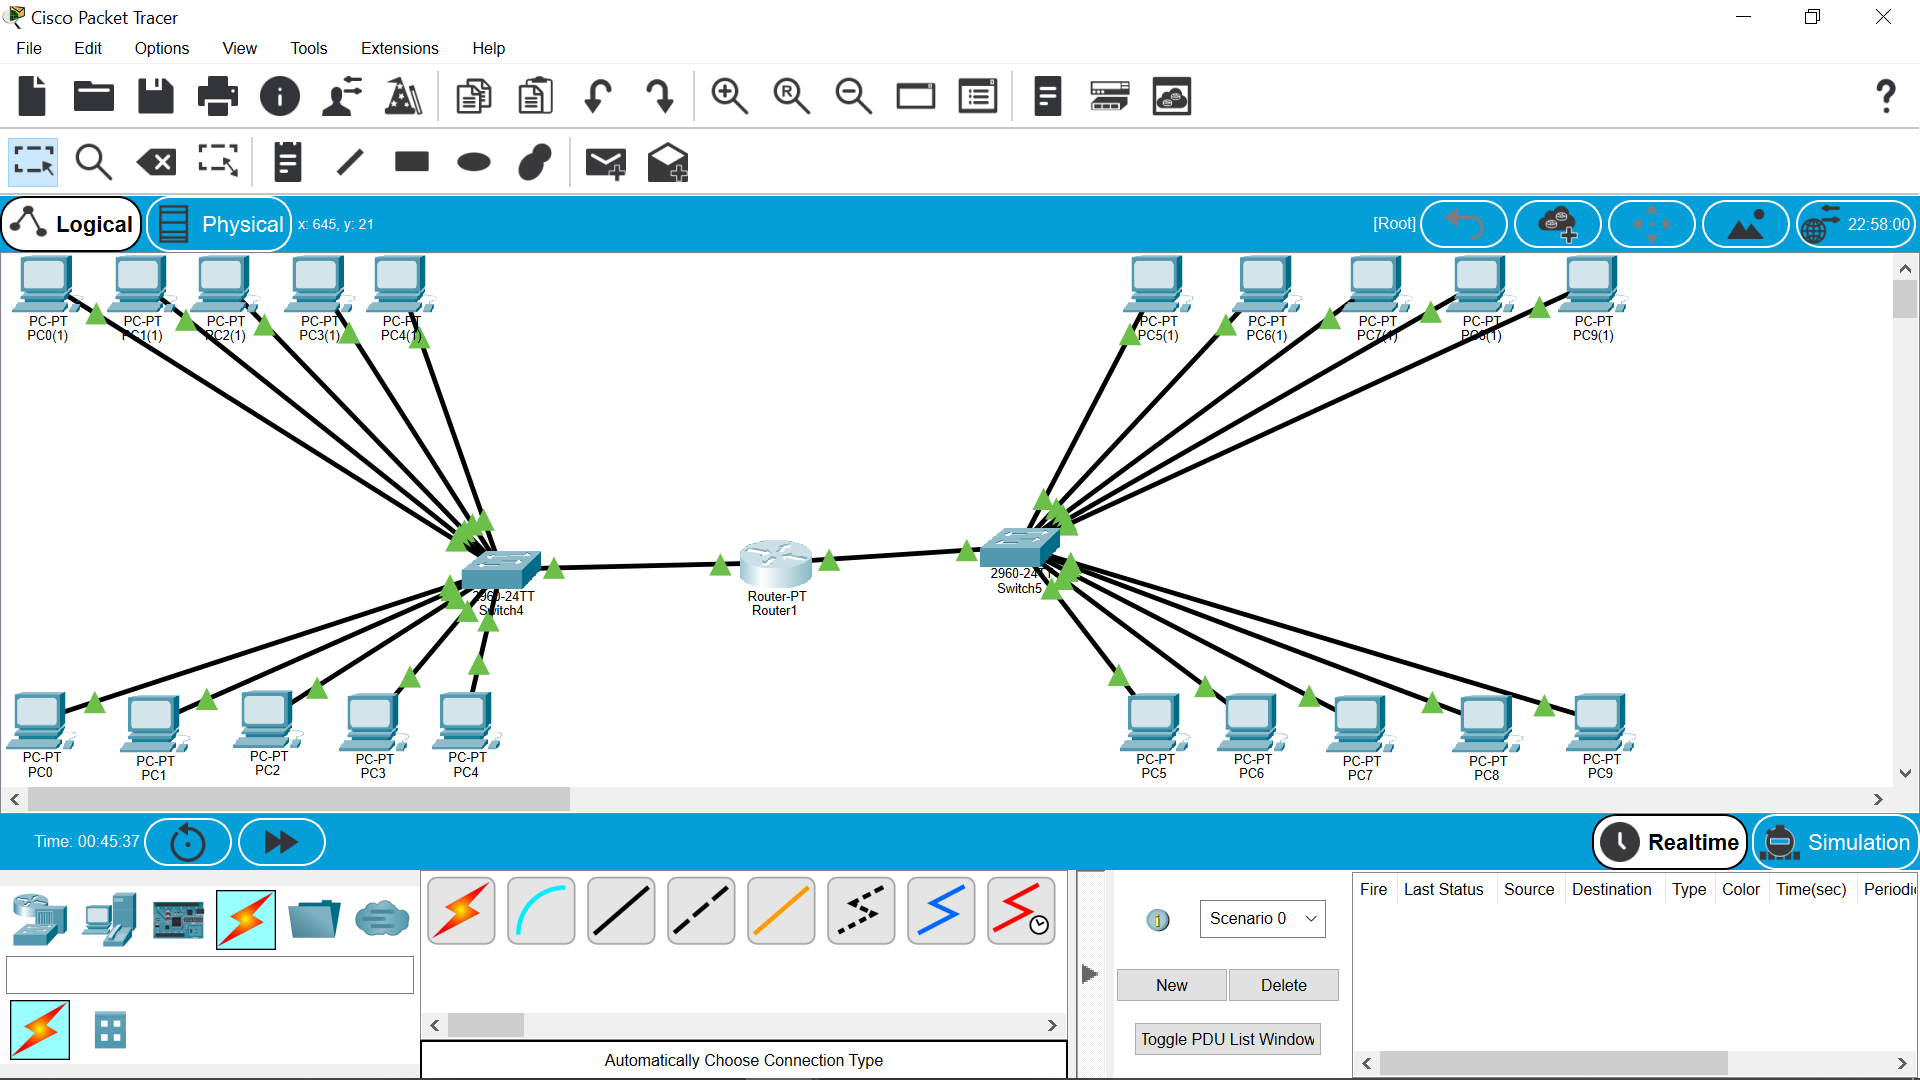 Cisco Packet Tracer
File Edit Options View Tools Extensions Help
Logical Physical x: 645, y: 21 [Root] 22:58:00
PC-PT PC-PT PC-PT PC-PT PC-PT PC-PT PC-PT PC-PT PC-PT PC-PT
PC0(1) PC1(1) PC2(1) PC3(1) PC4(1) PC5(1) PC6(1) PC7(1) PC8(1) PC9(1)
2960-24TT Router-PT 2960-24TT
Switch4 Router1 Switch5
PC-PT PC-PT PC-PT PC-PT PC-PT PC-PT PC-PT PC-PT PC-PT PC-PT
PC0 PC1 PC2 PC3 PC4 PC5 PC6 PC7 PC8 PC9
Time: 00:45:37 Realtime Simulation
Scenario 0
New Delete
Toggle PDU List Window
Fire Last Status Source Destination Type Color Time(sec) Periodi
Automatically Choose Connection Type